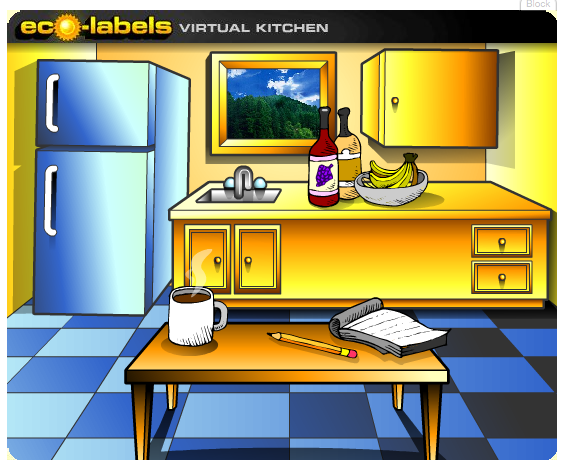 Block
eco-labels VIRTUAL KITCHEN